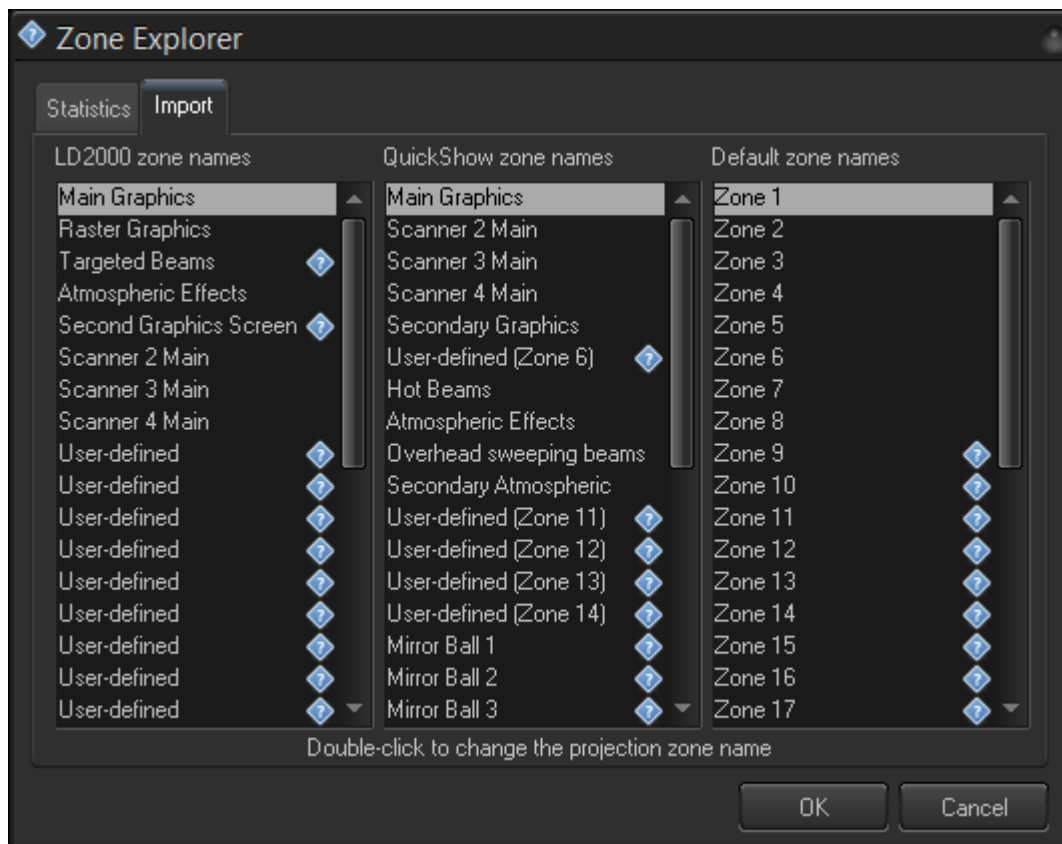 Zone Explorer
Statistics
Import
LD2000 zone names
Main Graphics
Raster Graphics
Targeted Beams
Atmospheric Effects
Second Graphics Screen
Scanner 2 Main
Scanner 3 Main
Scanner 4 Main
User-defined
User-defined
User-defined
User-defined
User-defined
User-defined
User-defined
User-defined
User-defined
QuickShow zone names
Main Graphics
Scanner 2 Main
Scanner 3 Main
Scanner 4 Main
Secondary Graphics
User-defined (Zone 6)
Hot Beams
Atmospheric Effects
Overhead sweeping beams
Secondary Atmospheric
User-defined (Zone 11)
User-defined (Zone 12)
User-defined (Zone 13)
User-defined (Zone 14)
Mirror Ball 1
Mirror Ball 2
Mirror Ball 3
Default zone names
Zone 1
Zone 2
Zone 3
Zone 4
Zone 5
Zone 6
Zone 7
Zone 8
Zone 9
Zone 10
Zone 11
Zone 12
Zone 13
Zone 14
Zone 15
Zone 16
Zone 17
Double-click to change the projection zone name
OK
Cancel